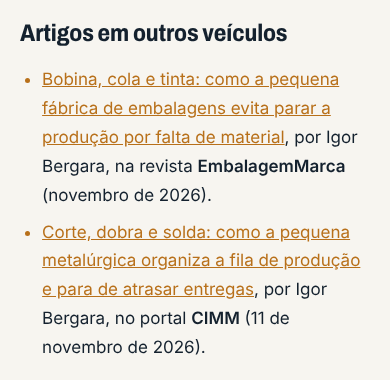 Artigos em outros veículos
• Bobina, cola e tinta: como a pequena
fábrica de embalagens evita parar a
produção por falta de material, por Igor
Bergara, na revista EmbalagemMarca
(novembro de 2026).
• Corte, dobra e solda: como a pequena
metalúrgica organiza a fila de produção
e para de atrasar entregas, por Igor
Bergara, no portal CIMM (11 de
novembro de 2026).